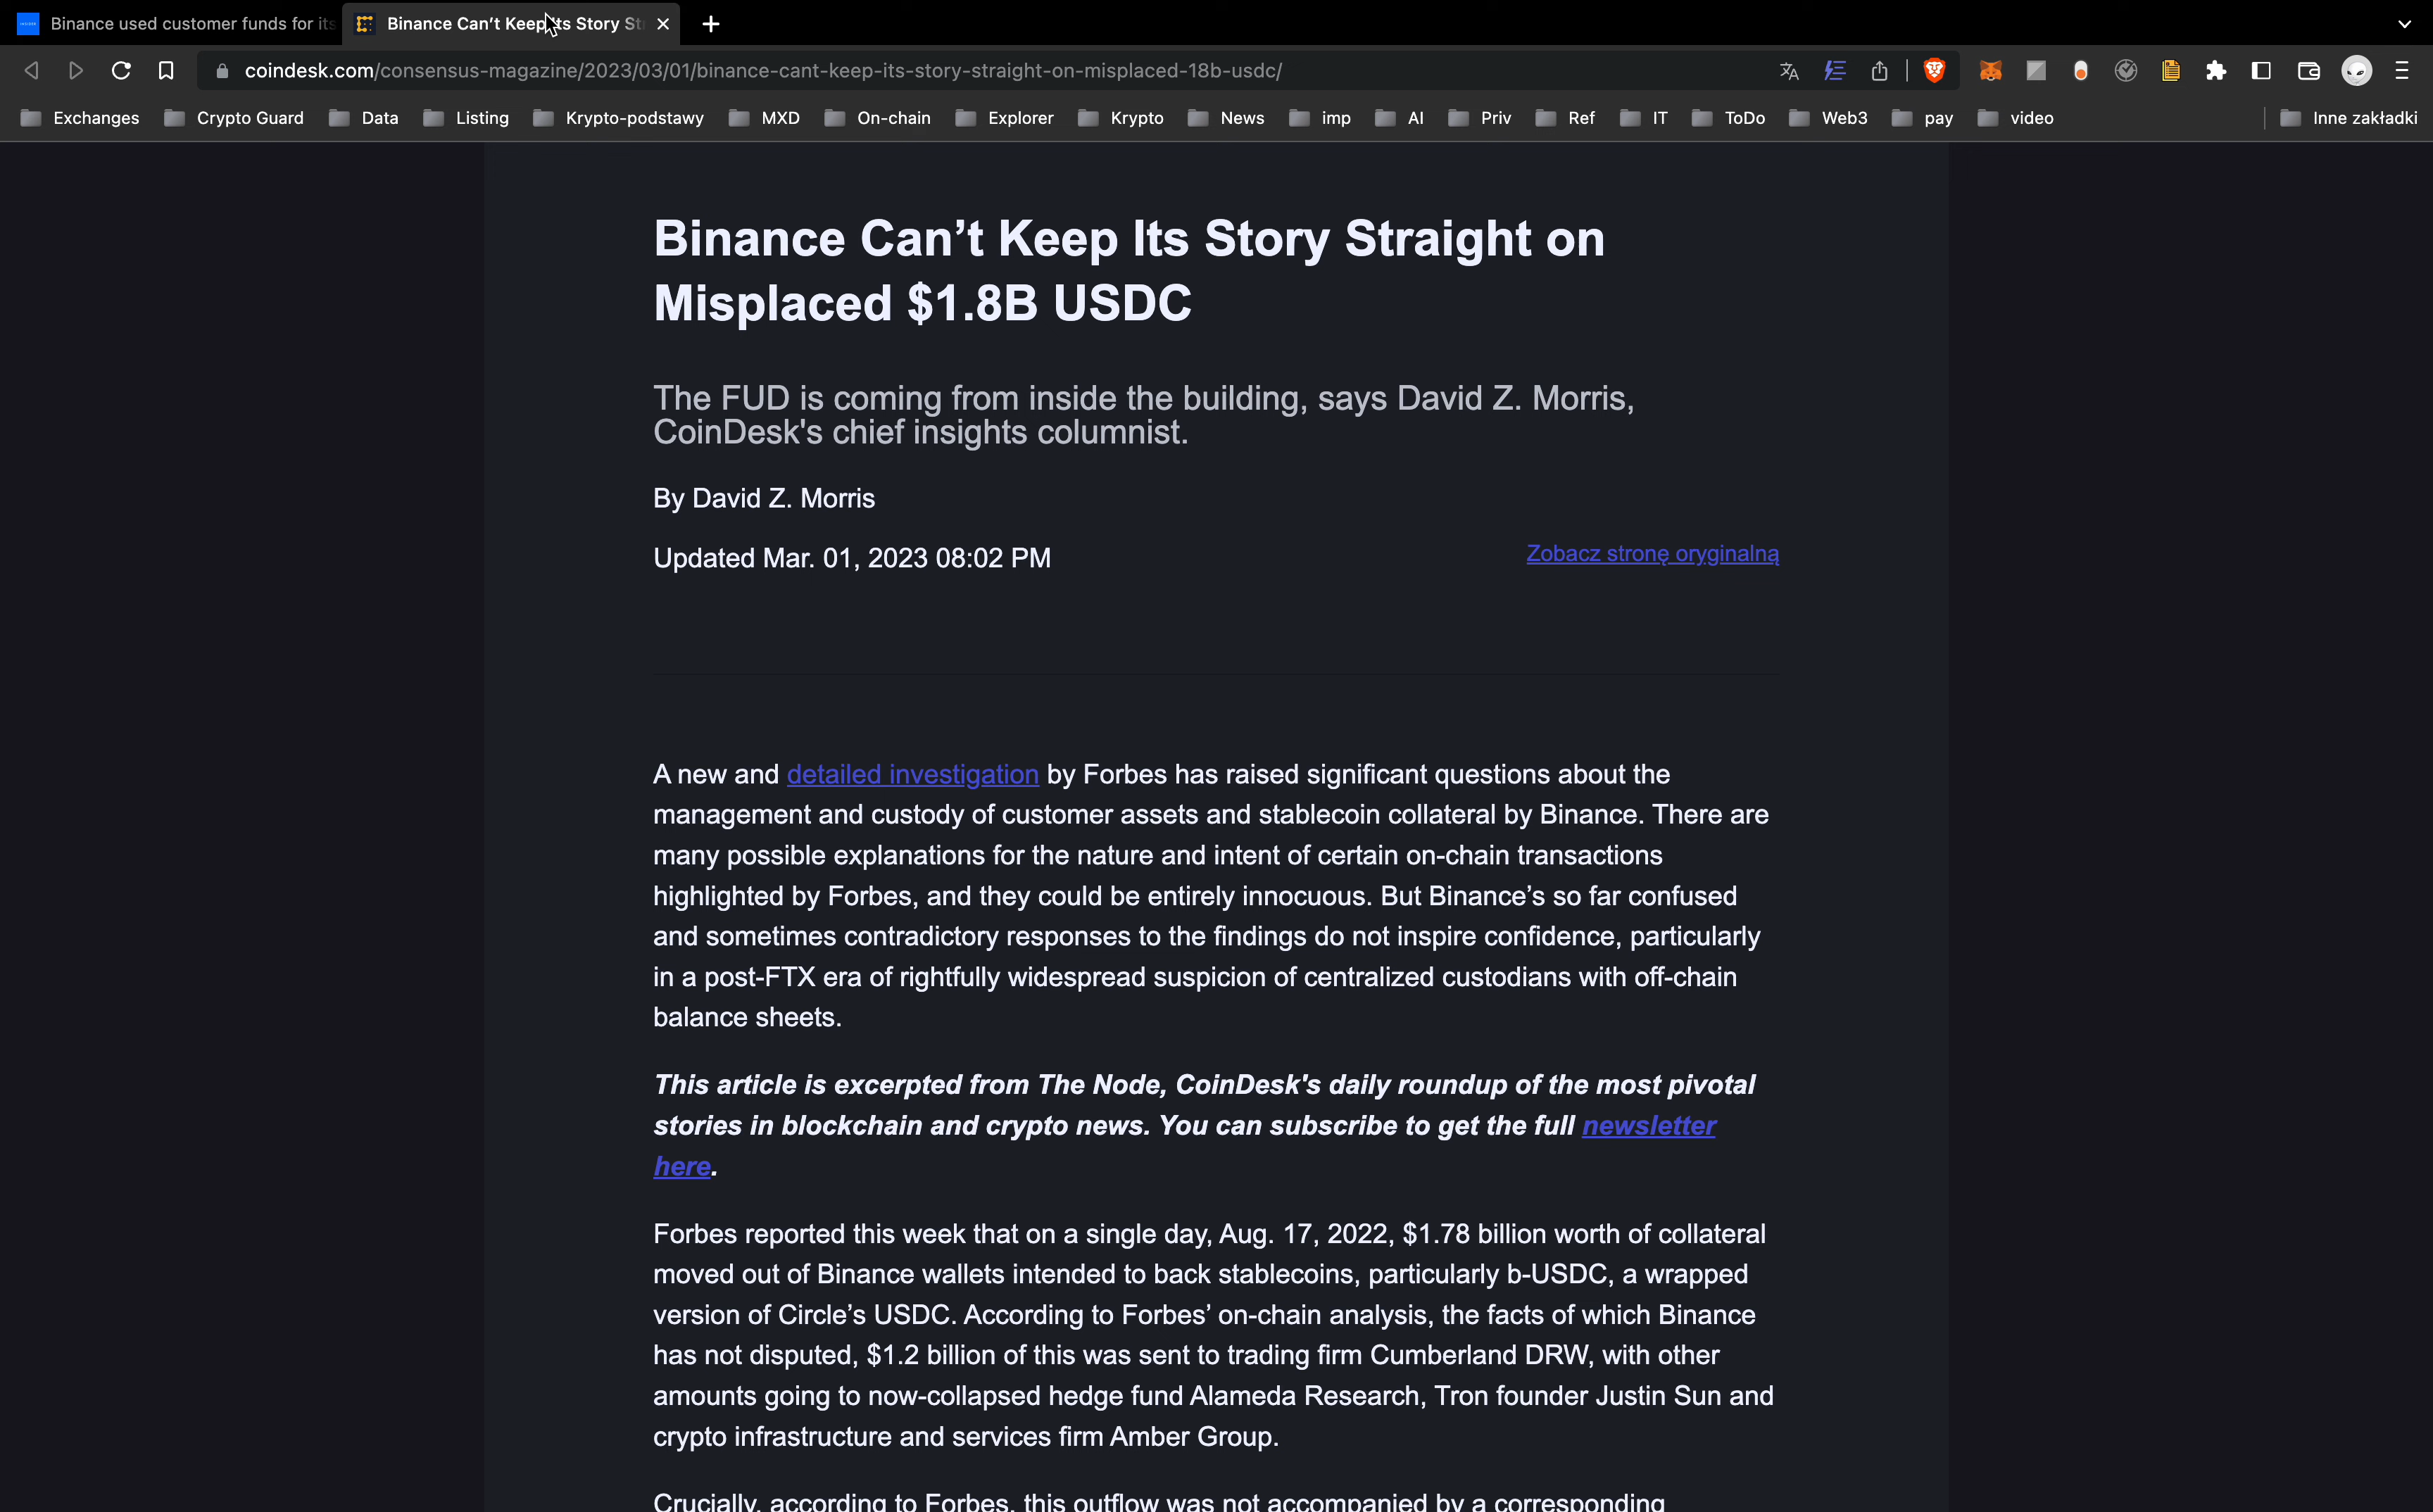 Binance used customer funds for its
Binance Can't Keep Its Story St
coindesk.com/consensus-magazine/2023/03/01/binance-cant-keep-its-story-straight-on-misplaced-18b-usdc/
Exchanges Crypto Guard Data Listing Krypto-podstawy MXD On-chain Explorer Krypto News imp AI Priv Ref IT ToDo Web3 pay video Inne zakładki
Binance Can't Keep Its Story Straight on
Misplaced $1.8B USDC
The FUD is coming from inside the building, says David Z. Morris,
CoinDesk's chief insights columnist.
By David Z. Morris
Updated Mar. 01, 2023 08:02 PM
Zobacz stronę oryginalną
A new and detailed investigation by Forbes has raised significant questions about the
management and custody of customer assets and stablecoin collateral by Binance. There are
many possible explanations for the nature and intent of certain on-chain transactions
highlighted by Forbes, and they could be entirely innocuous. But Binance's so far confused
and sometimes contradictory responses to the findings do not inspire confidence, particularly
in a post-FTX era of rightfully widespread suspicion of centralized custodians with off-chain
balance sheets.
This article is excerpted from The Node, CoinDesk's daily roundup of the most pivotal
stories in blockchain and crypto news. You can subscribe to get the full newsletter
here.
Forbes reported this week that on a single day, Aug. 17, 2022, $1.78 billion worth of collateral
moved out of Binance wallets intended to back stablecoins, particularly b-USDC, a wrapped
version of Circle's USDC. According to Forbes' on-chain analysis, the facts of which Binance
has not disputed, $1.2 billion of this was sent to trading firm Cumberland DRW, with other
amounts going to now-collapsed hedge fund Alameda Research, Tron founder Justin Sun and
crypto infrastructure and services firm Amber Group.
Crucially, according to Forbes, this outflow was not accompanied by a corresponding